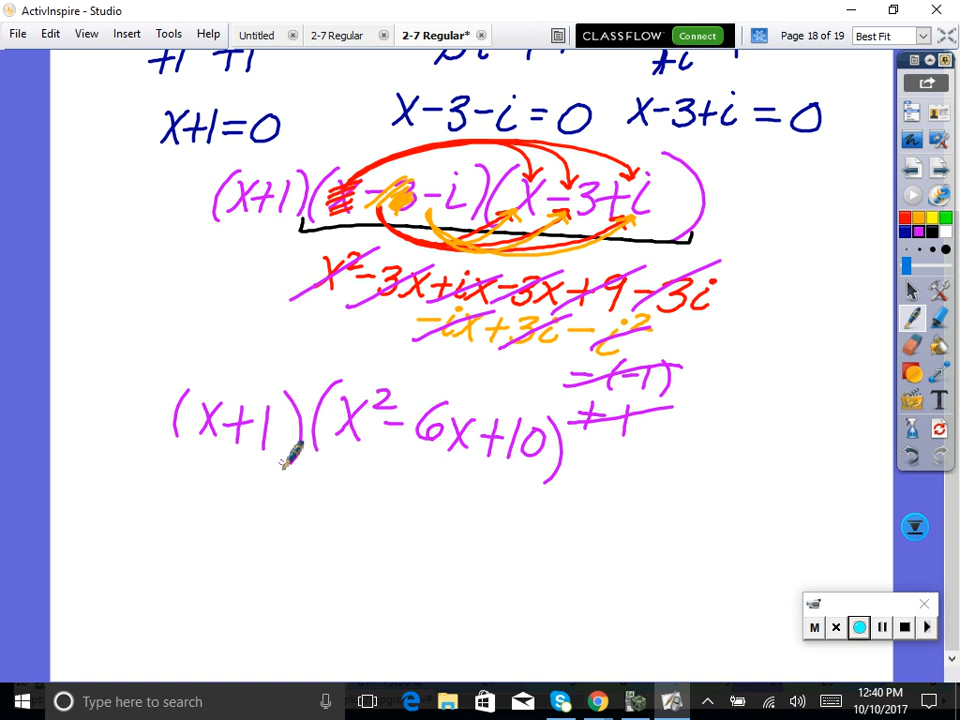 ActivInspire - Studio
File Edit View Insert Tools Help Untitled 2-7 Regular 2-7 Regular* CLASSFLOW Connect Page 18 of 19 Best Fit
+1 +1
x+1=0 x-3-i=0 x-3+i=0
(x+1)(x-3-i)(x-3+i)
x²-3x+ix-3x+9-3i
-ix+3i-i²
-(-1)
+1
(x+1)(x²-6x+10)
M
Type here to search
12:40 PM
10/10/2017